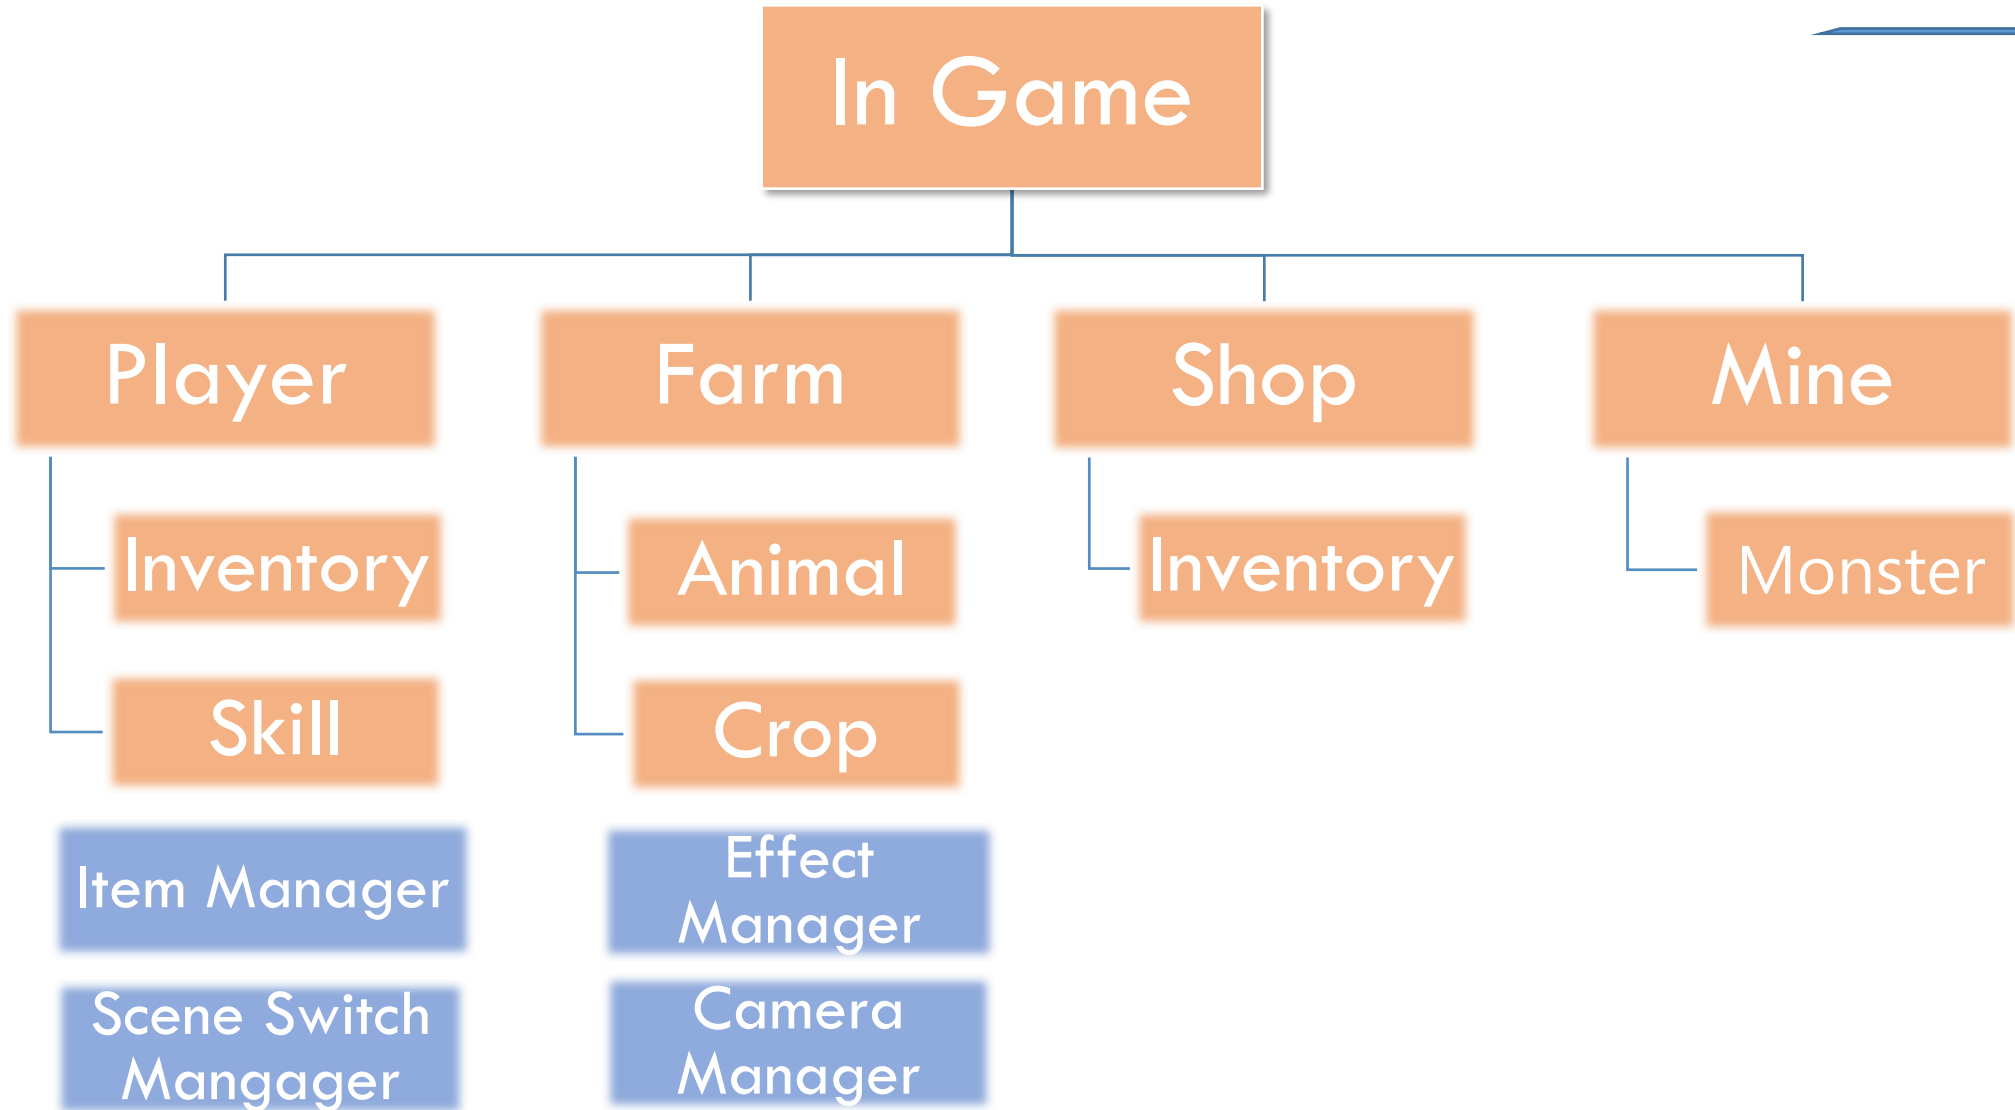 In Game
Player
Farm
Shop
Mine
Inventory
Animal
Inventory
Monster
Skill
Crop
Item Manager
Effect
Manager
Scene Switch
Mangager
Camera
Manager